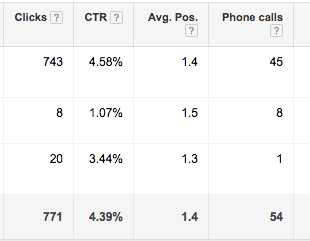 Clicks ? CTR ? Avg. Pos. ? Phone calls ?
743 4.58% 1.4 45
8 1.07% 1.5 8
20 3.44% 1.3 1
771 4.39% 1.4 54